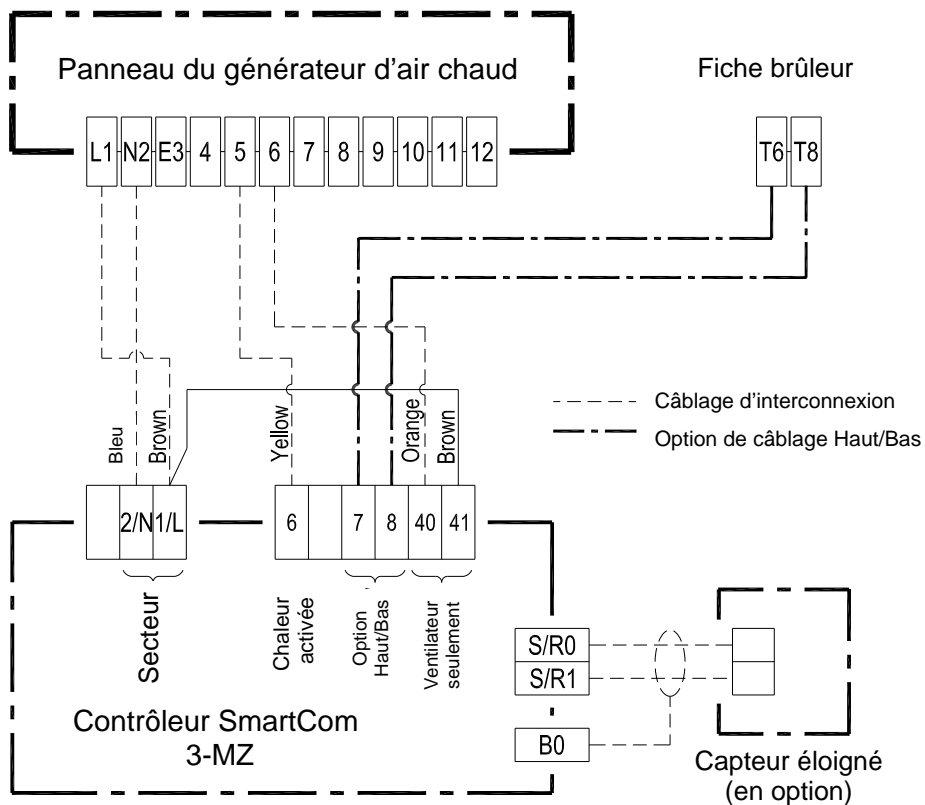 Panneau du générateur d'air chaud
Fiche brûleur
L1 N2 E3 4 5 6 7 8 9 10 11 12
T6 T8
Bleu
Brown
Yellow
Orange
Brown
Câblage d'interconnexion
Option de câblage Haut/Bas
2/N 1/L
6 7 8 40 41
Secteur
Chaleur
activée
Option
Haut/Bas
Ventilateur
seulement
S/R0
S/R1
B0
Contrôleur SmartCom
3-MZ
Capteur éloigné
(en option)